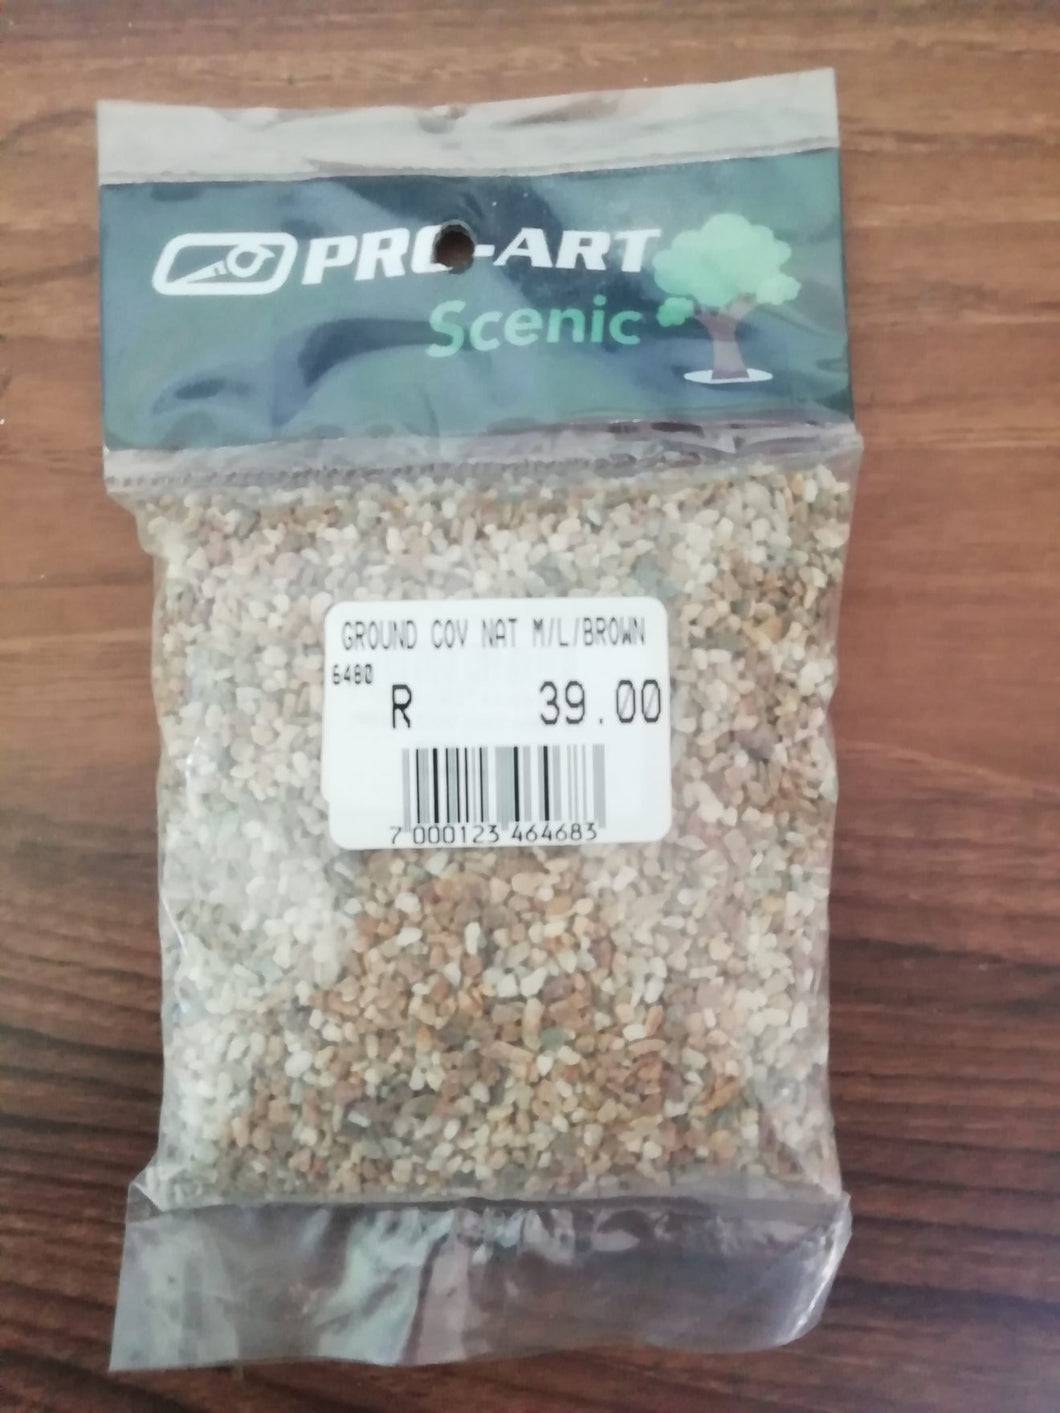 PRO-ART
Scenic
GROUND COV NAT M/L/BROWN
6480
R 39.00
7 000123 464683